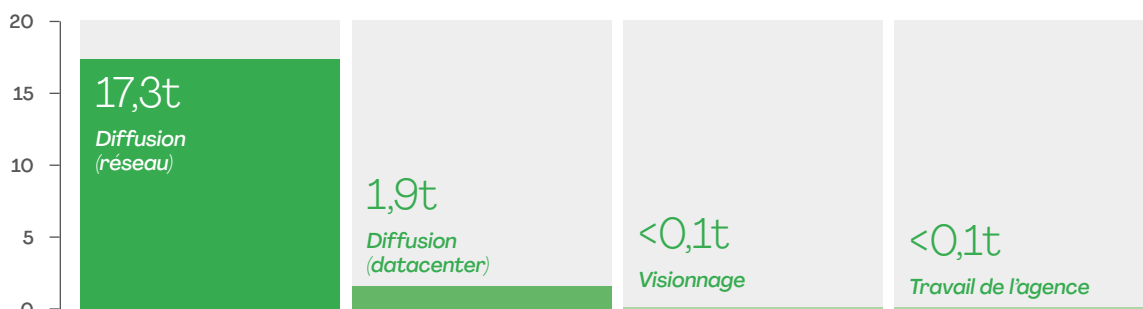 20
15
10
5
0
17,3t
Diffusion
(réseau)
1,9t
Diffusion
(datacenter)
<0,1t
Visionnage
<0,1t
Travail de l'agence